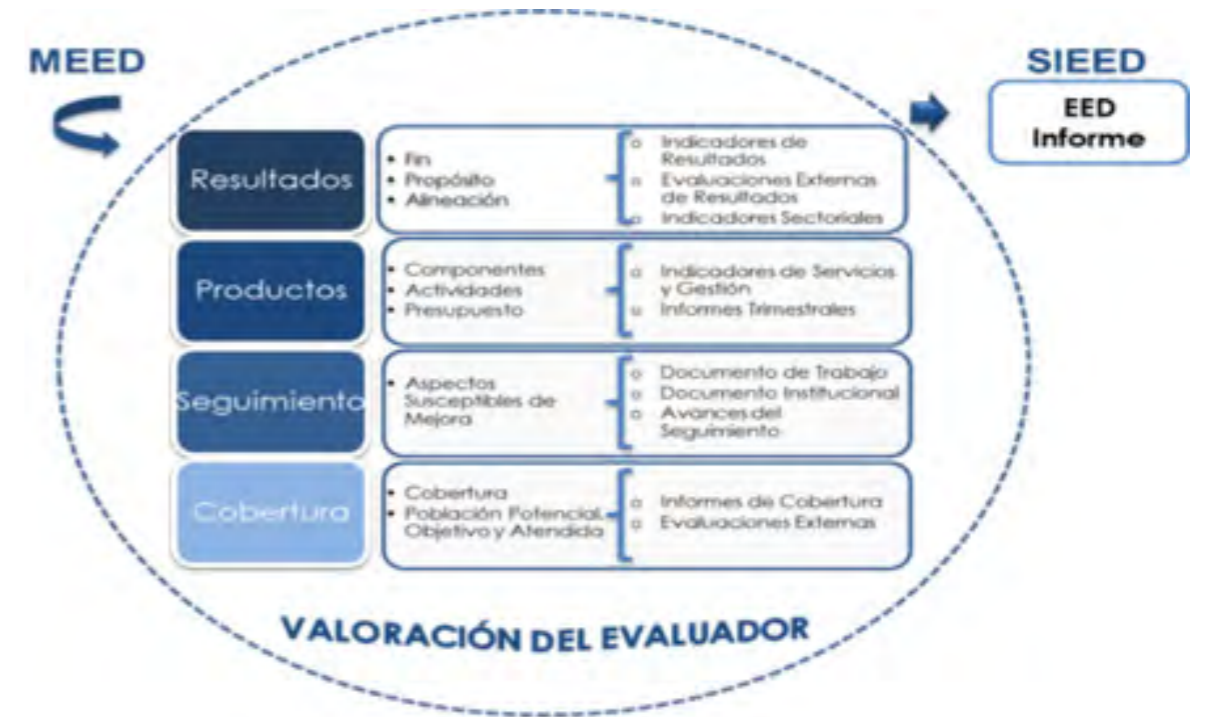 MEED
SIEED
EED
Informe
Resultados
• Fin
• Propósito
• Alineación
o Indicadores de
Resultados
o Evaluaciones Externas
de Resultados
o Indicadores Sectoriales
Productos
• Componentes
• Actividades
• Presupuesto
o Indicadores de Servicios
y Gestión
o Informes Trimestrales
Seguimiento
• Aspectos
Susceptibles de
Mejora
o Documento de Trabajo
o Documento Institucional
o Avances del
Seguimiento
Cobertura
• Cobertura
• Población Potencial,
Objetivo y Atendida
o Informes de Cobertura
o Evaluaciones Externas
VALORACIÓN DEL EVALUADOR